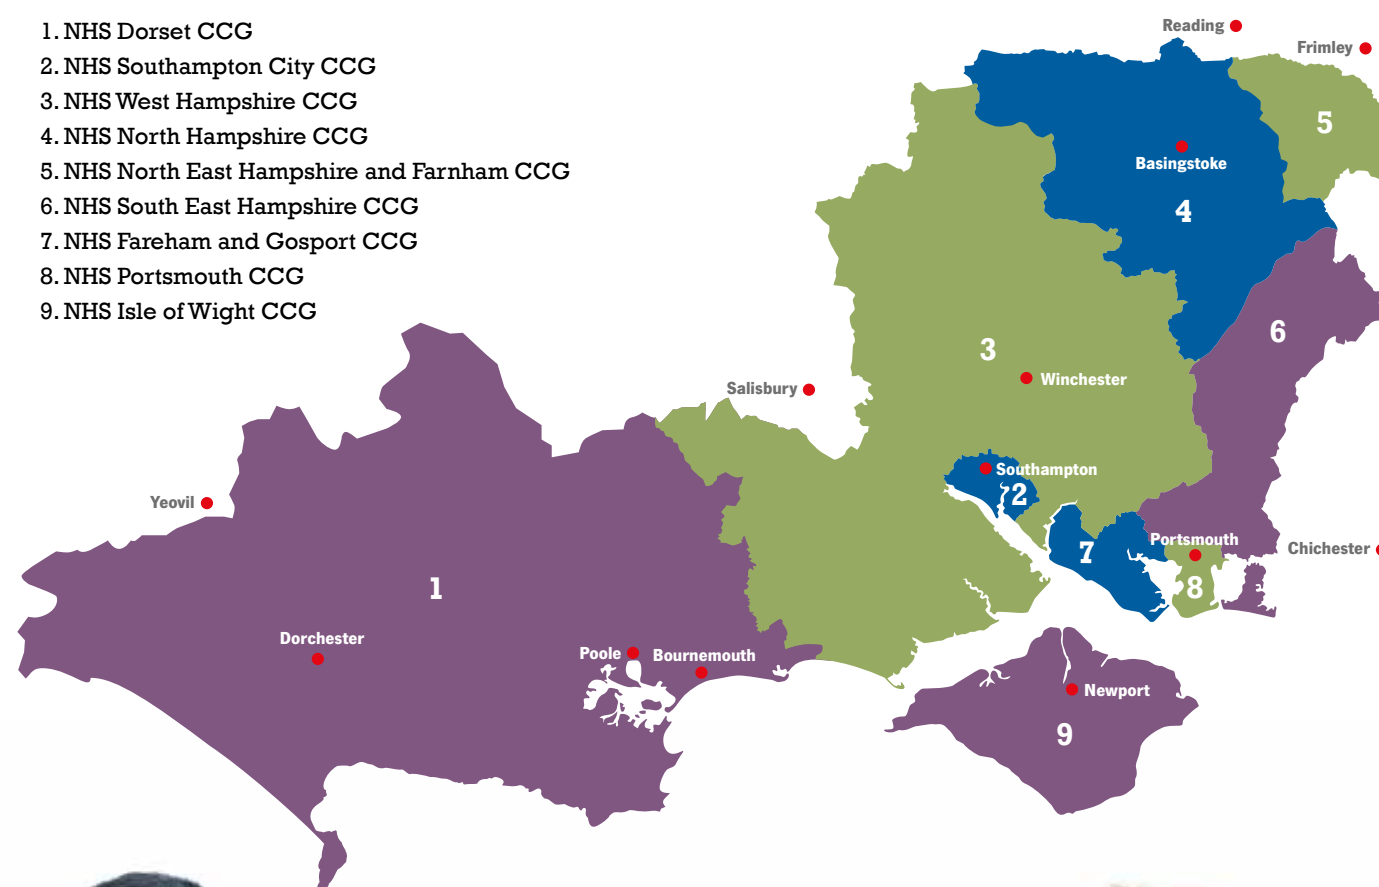 1. NHS Dorset CCG
2. NHS Southampton City CCG
3. NHS West Hampshire CCG
4. NHS North Hampshire CCG
5. NHS North East Hampshire and Farnham CCG
6. NHS South East Hampshire CCG
7. NHS Fareham and Gosport CCG
8. NHS Portsmouth CCG
9. NHS Isle of Wight CCG
Reading
Frimley
5
Basingstoke
4
6
3
Winchester
Salisbury
Southampton
2
Yeovil
Portsmouth
Chichester
7
8
1
Dorchester
Poole
Bournemouth
Newport
9